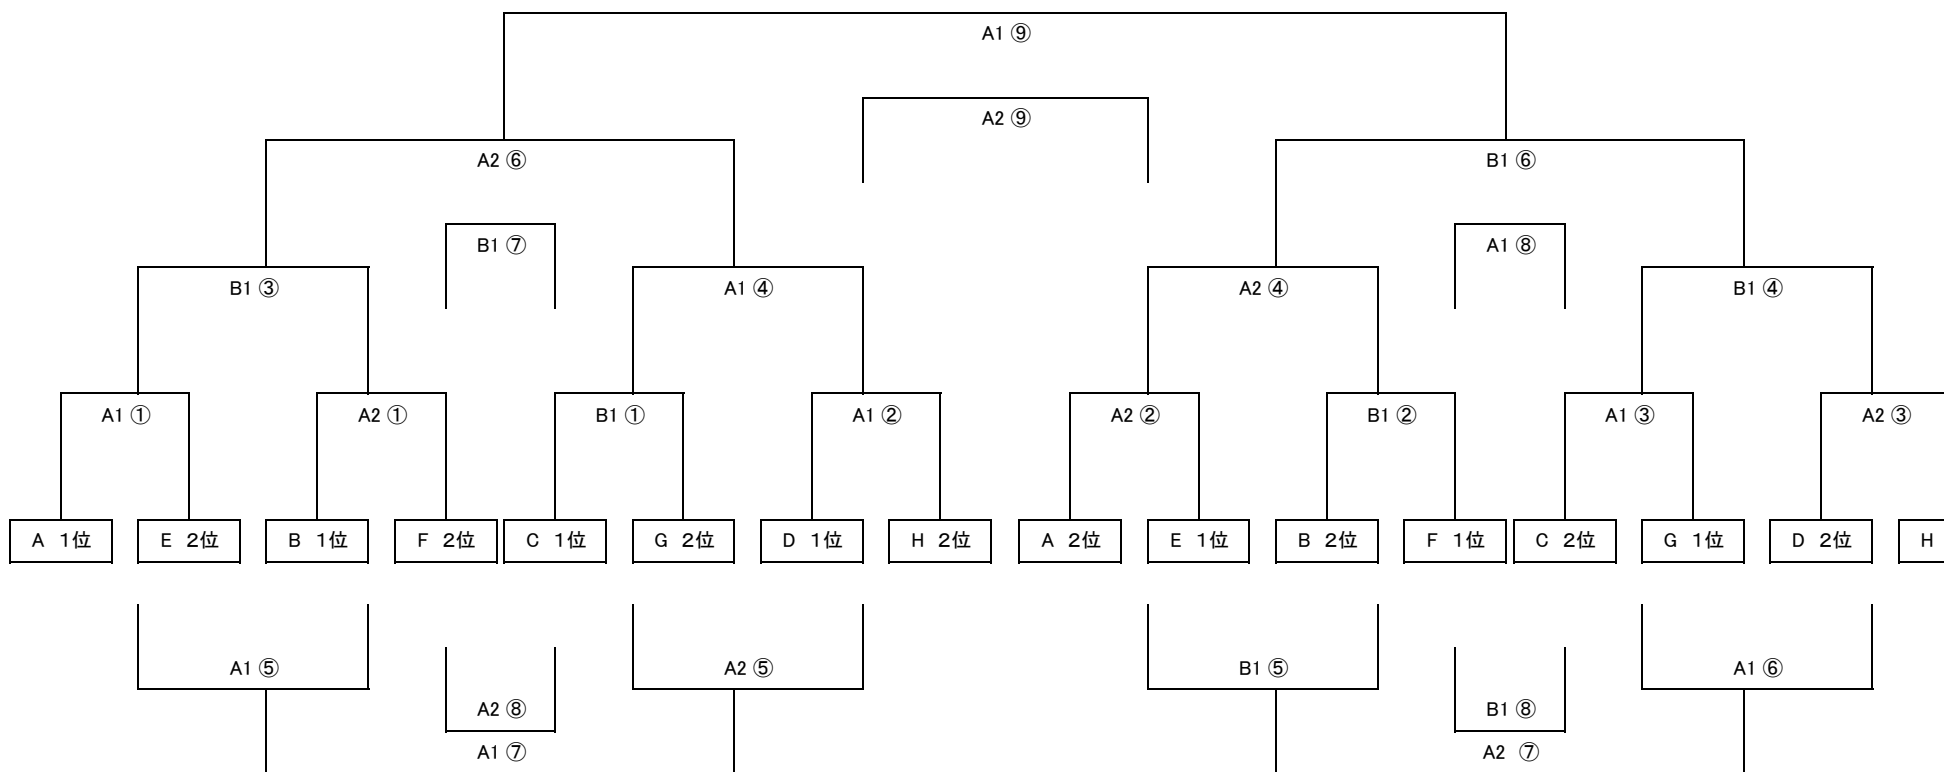 A1 ⑨
A2 ⑨
A2 ⑥ B1 ⑥
B1 ⑦ A1 ⑧
B1 ③ A1 ④ A2 ④ B1 ④
A1 ① A2 ① B1 ① A1 ② A2 ② B1 ② A1 ③ A2 ③
A 1位 E 2位 B 1位 F 2位 C 1位 G 2位 D 1位 H 2位 A 2位 E 1位 B 2位 F 1位 C 2位 G 1位 D 2位 H
A1 ⑤ A2 ⑤ B1 ⑤ A1 ⑥
A2 ⑧ B1 ⑧
A1 ⑦ A2 ⑦